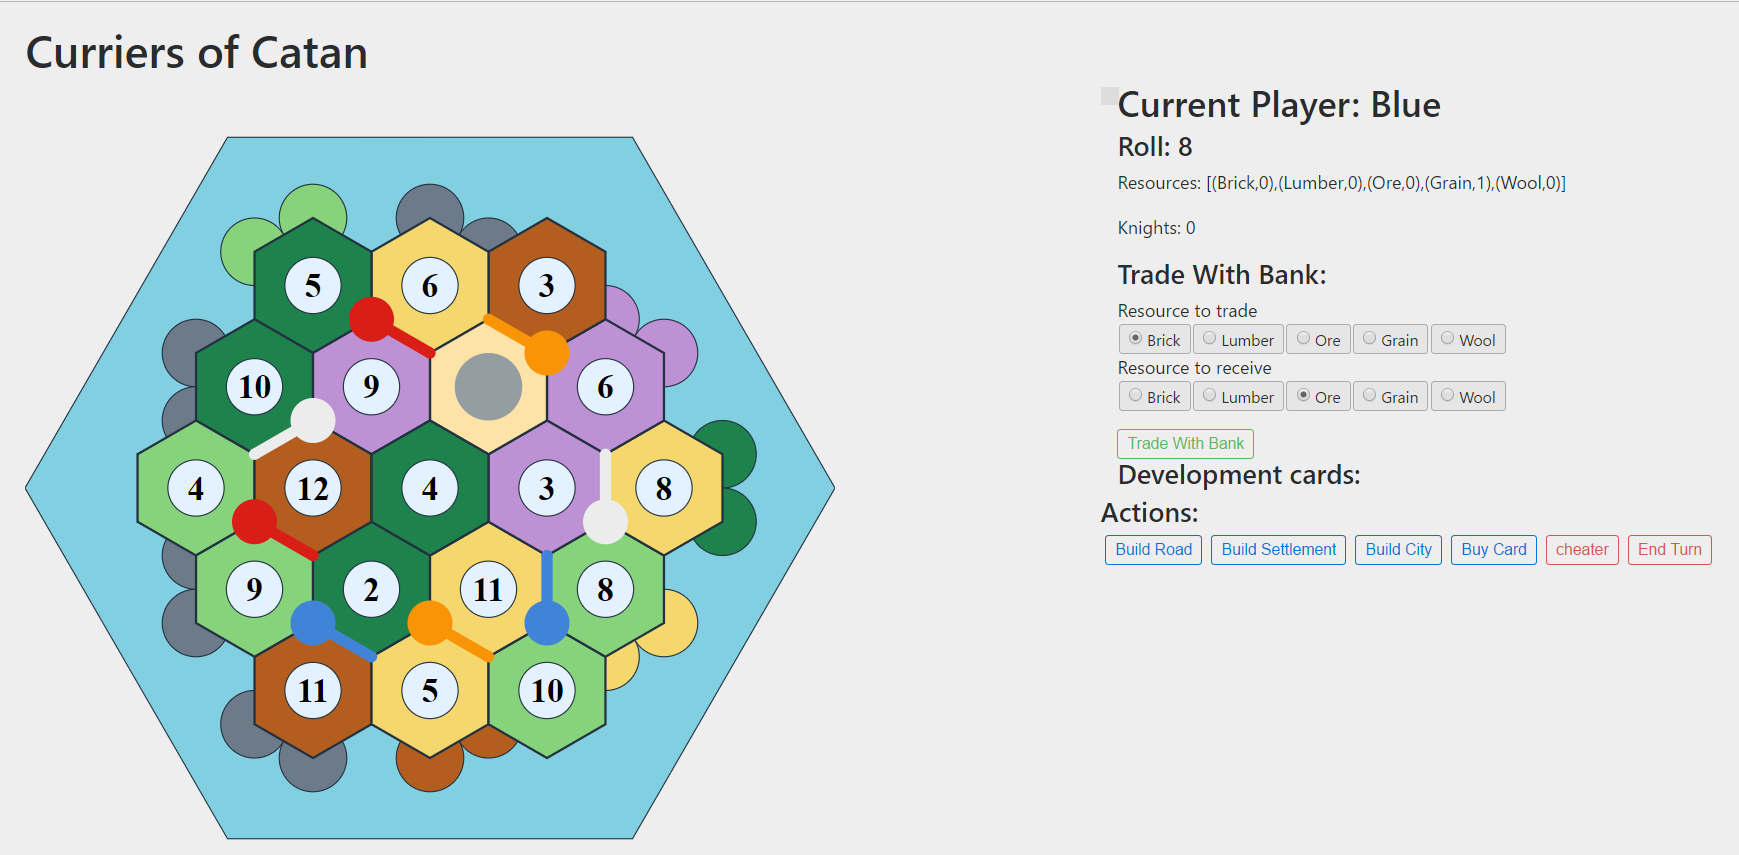 Curriers of Catan
5 6 3
10 9 6
4 12 4 3 8
9 2 11 8
11 5 10
Current Player: Blue
Roll: 8
Resources: [(Brick,0),(Lumber,0),(Ore,0),(Grain,1),(Wool,0)]
Knights: 0
Trade With Bank:
Resource to trade
Brick Lumber Ore Grain Wool
Resource to receive
Brick Lumber Ore Grain Wool
Trade With Bank
Development cards:
Actions:
Build Road Build Settlement Build City Buy Card cheater End Turn